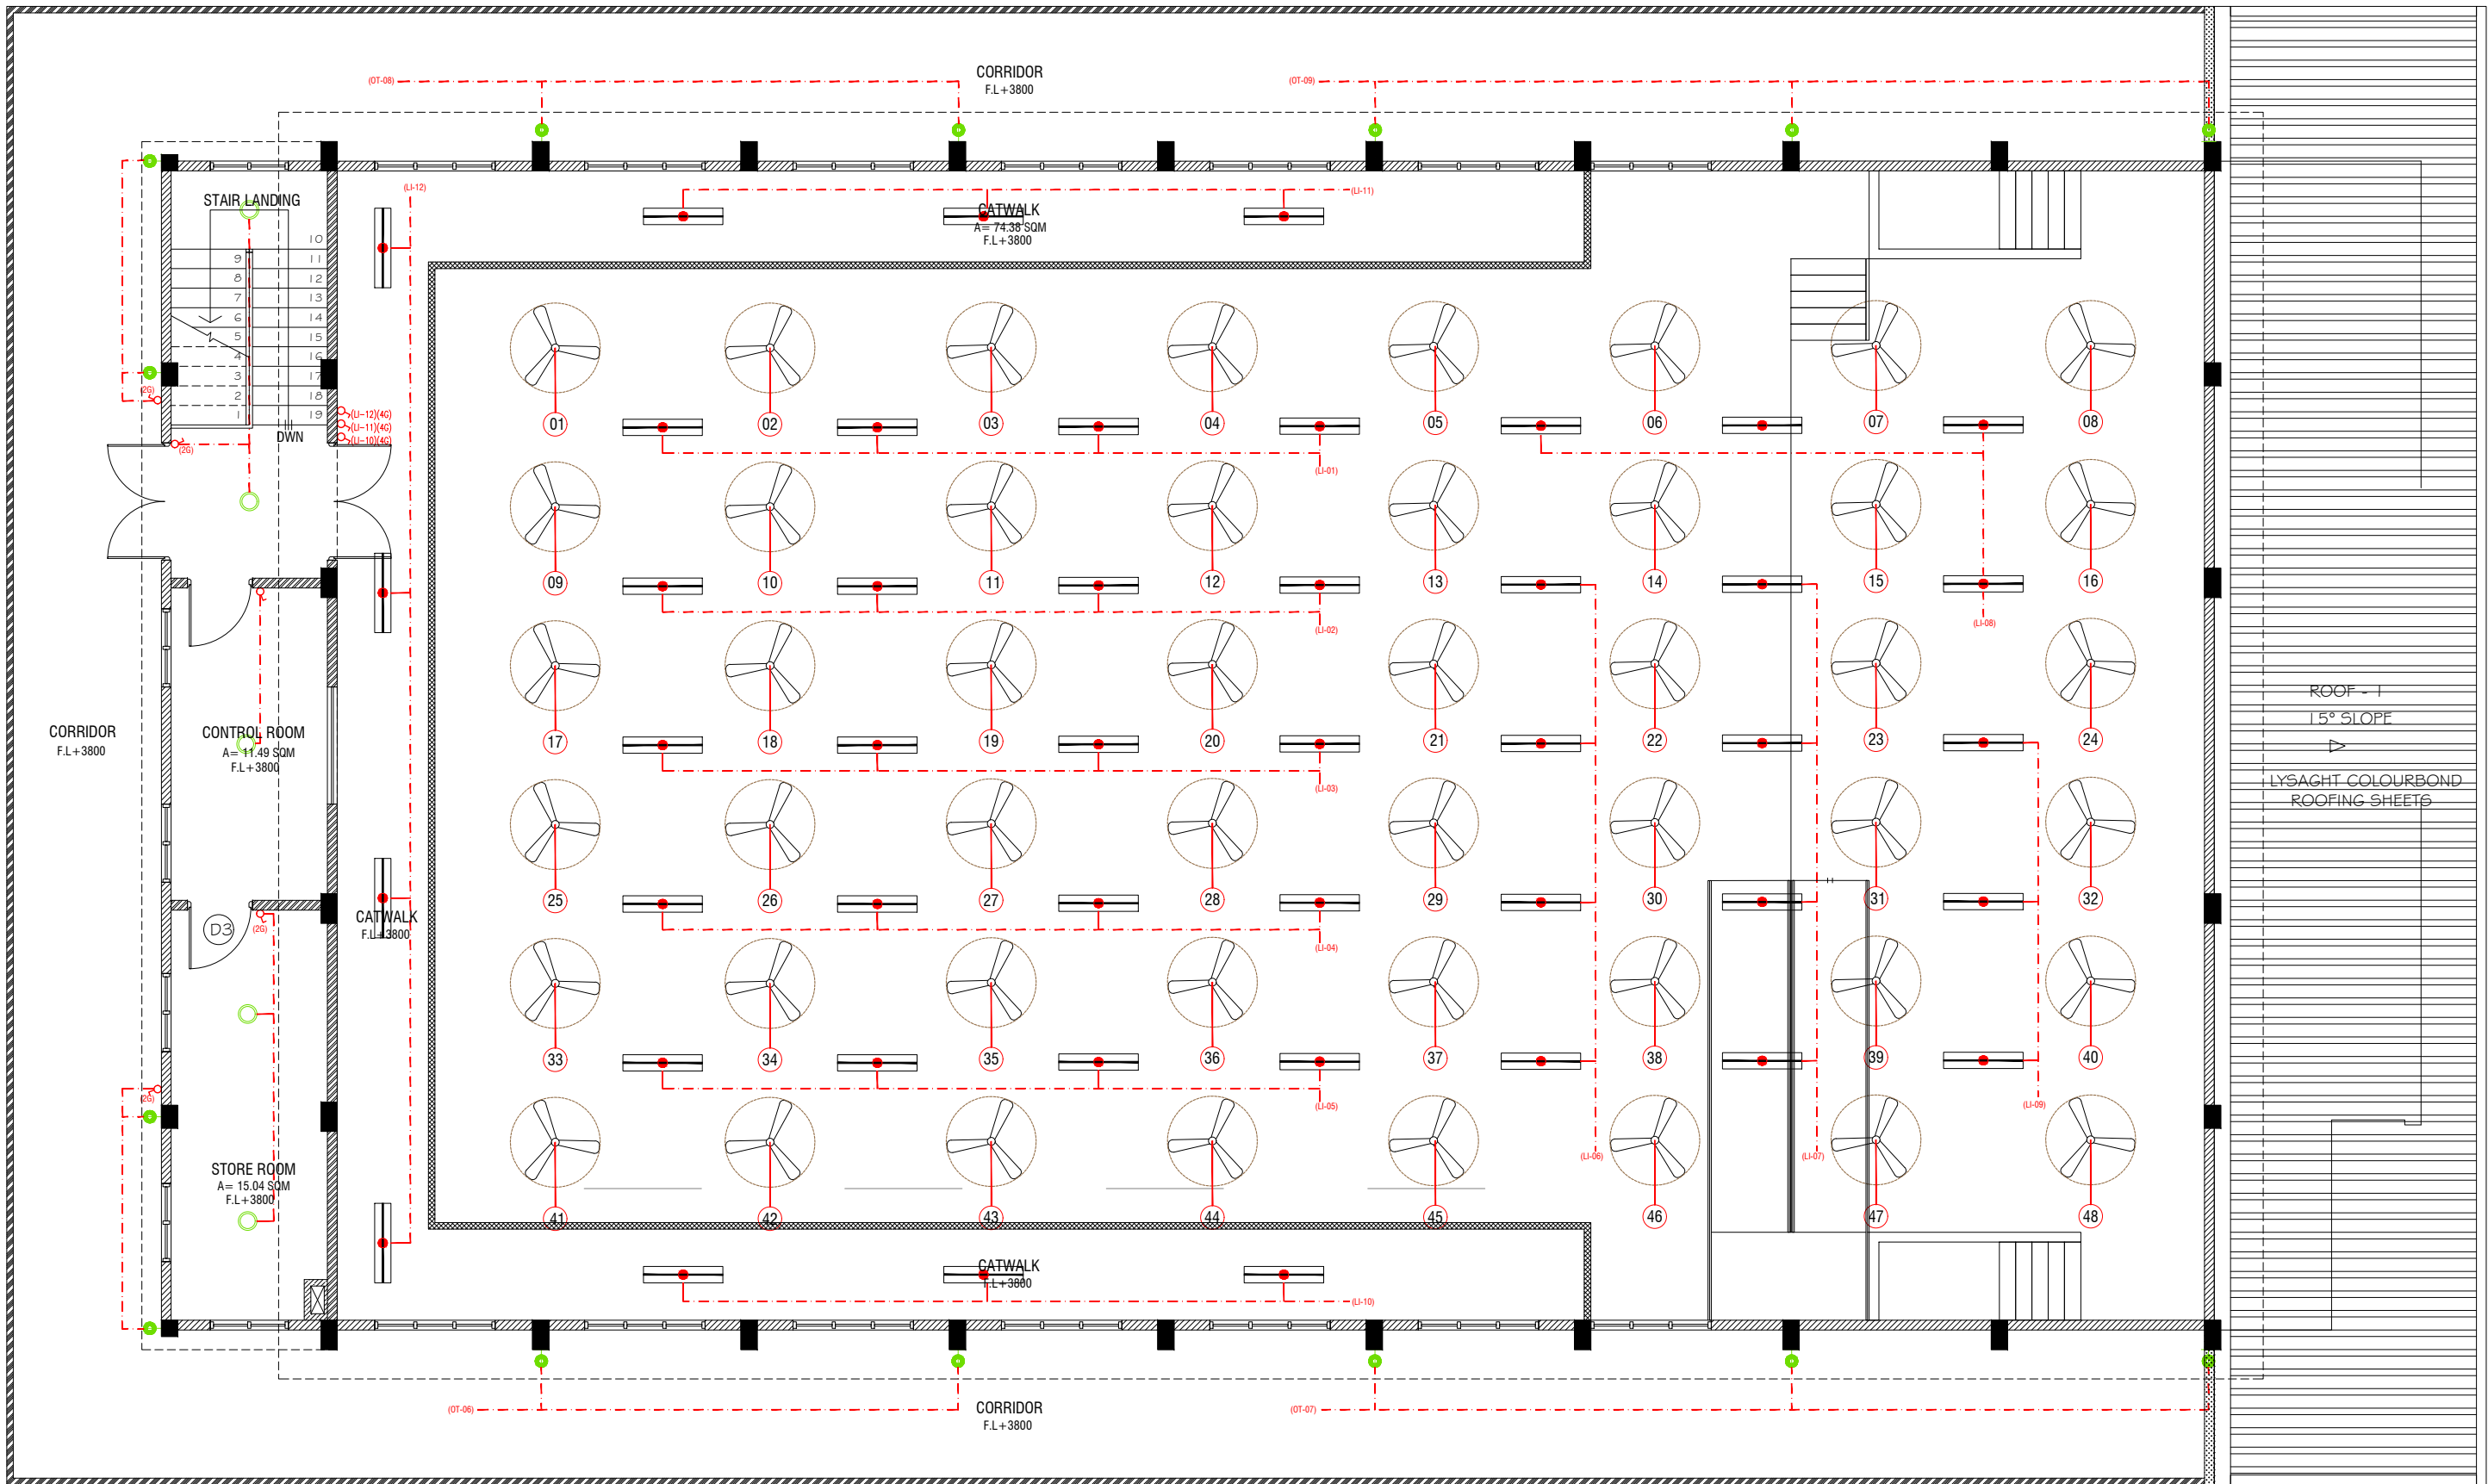 CORRIDOR
F.L+3800
(OT-08)
(OT-09)
STAIR LANDING
(LI-12)
(LI-11)
CATWALK
A= 74.38 SQM
F.L+3800
10
9 11
8 12
7 13
6 14
5 15
4 16
3 17
2 18
1 19
(2G)
DWN
(2G)
(LI-12)(4G)
(LI-11)(4G)
(LI-10)(4G)
01 02 03 04 05 06 07 08
(LI-01)
09 10 11 12 13 14 15 16
(LI-02)
(LI-08)
17 18 19 20 21 22 23 24
(LI-03)
CORRIDOR
F.L+3800
CONTROL ROOM
A= 11.49 SQM
F.L+3800
ROOF - 1
15° SLOPE
LYSAGHT COLOURBOND
ROOFING SHEETS
25 26 27 28 29 30 31 32
D3
(2G)
CATWALK
F.L+3800
(LI-04)
33 34 35 36 37 38 39 40
(2G)
(LI-05)
(LI-09)
(LI-06)
(LI-07)
STORE ROOM
A= 15.04 SQM
F.L+3800
41 42 43 44 45 46 47 48
CATWALK
F.L+3800
(LI-10)
(OT-06)
(OT-07)
CORRIDOR
F.L+3800